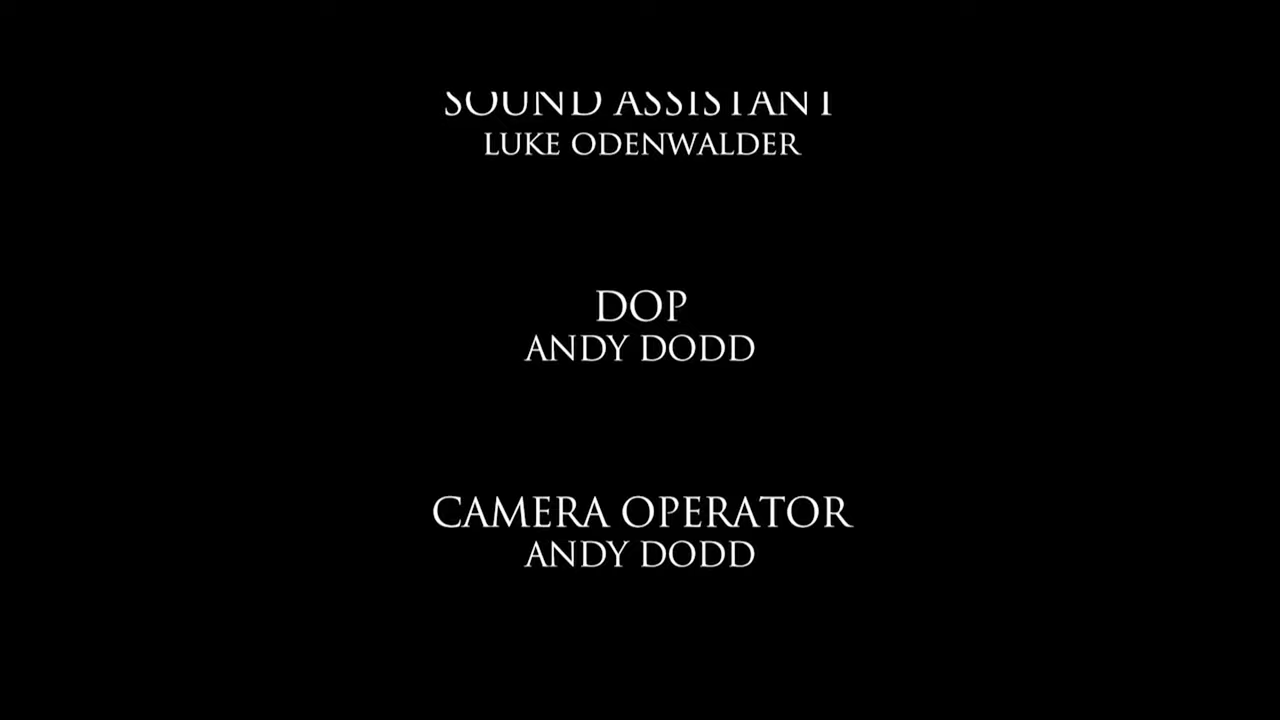 SOUND ASSISTANT
LUKE ODENWALDER
DOP
ANDY DODD
CAMERA OPERATOR
ANDY DODD